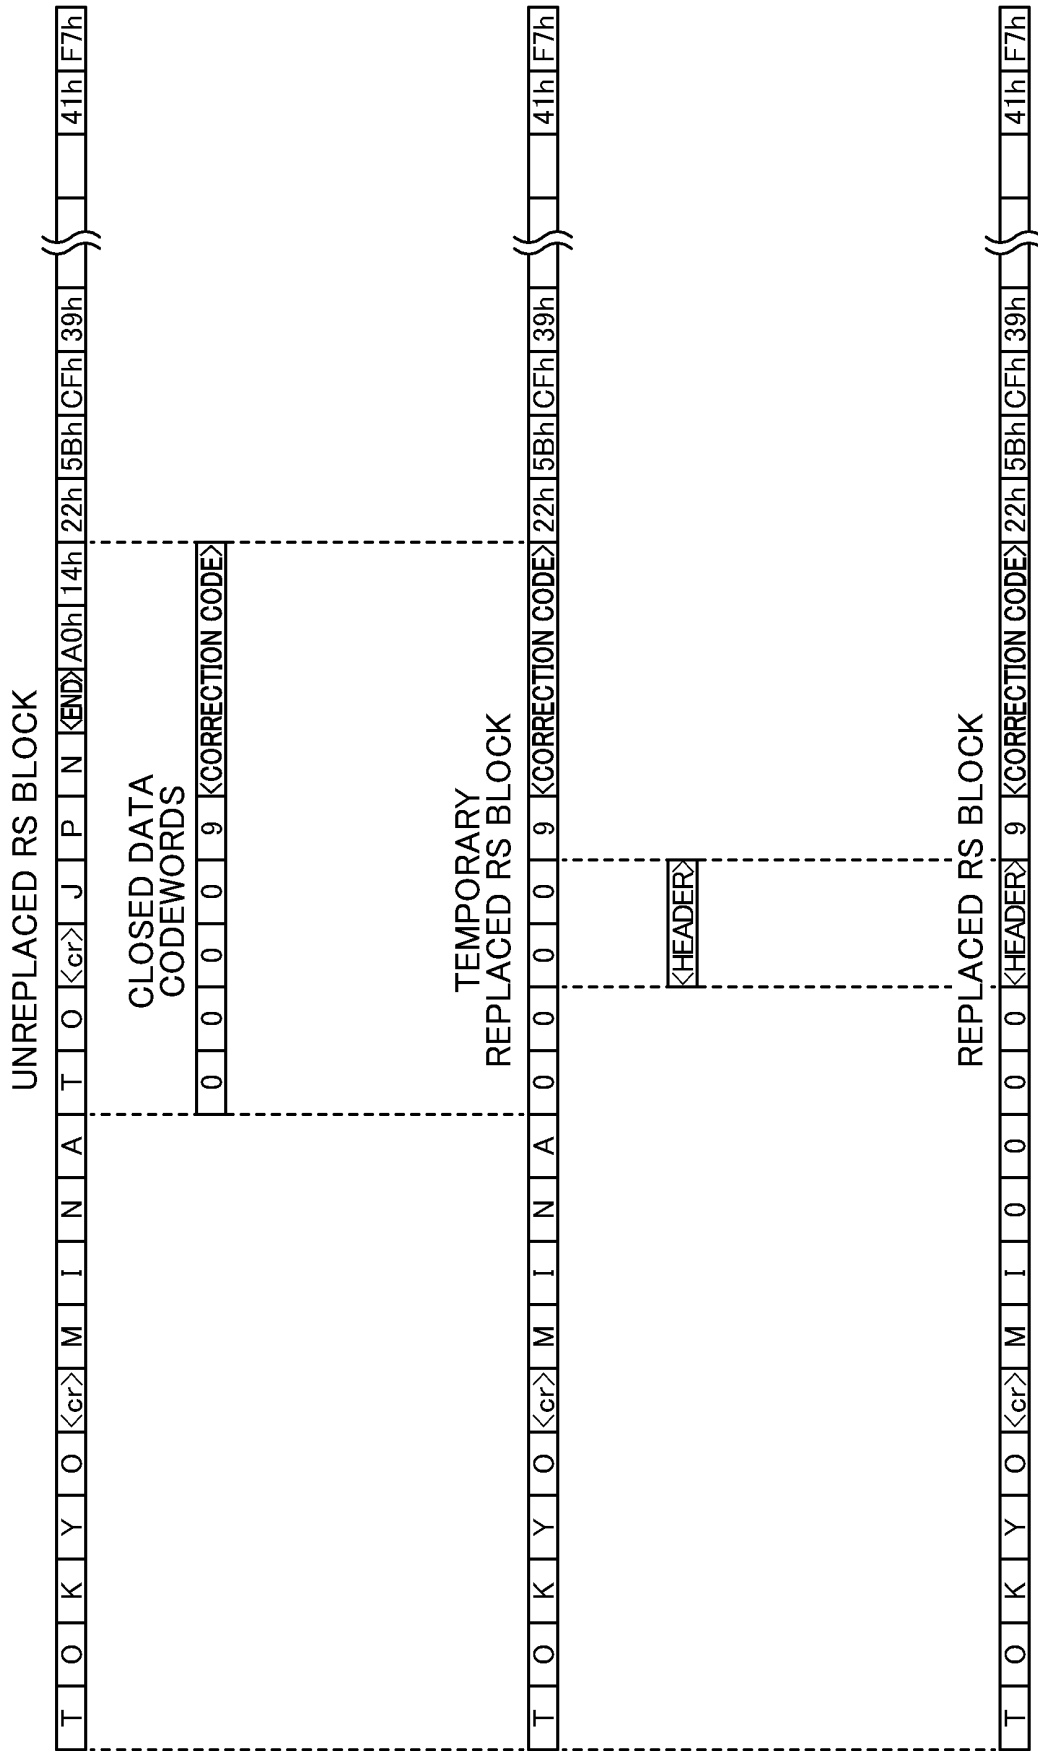 UNREPLACED RS BLOCK
T O K Y O <cr> M I N A T O <cr> J P N <END> A0h 14h 22h 5Bh CFh 39h 41h F7h
CLOSED DATA
CODEWORDS
0 0 0 0 9 <CORRECTION CODE>
TEMPORARY
REPLACED RS BLOCK
T O K Y O <cr> M I N A 0 0 0 0 9 <CORRECTION CODE> 22h 5Bh CFh 39h 41h F7h
<HEADER>
REPLACED RS BLOCK
T O K Y O <cr> M I 0 0 0 0 <HEADER> 9 <CORRECTION CODE> 22h 5Bh CFh 39h 41h F7h